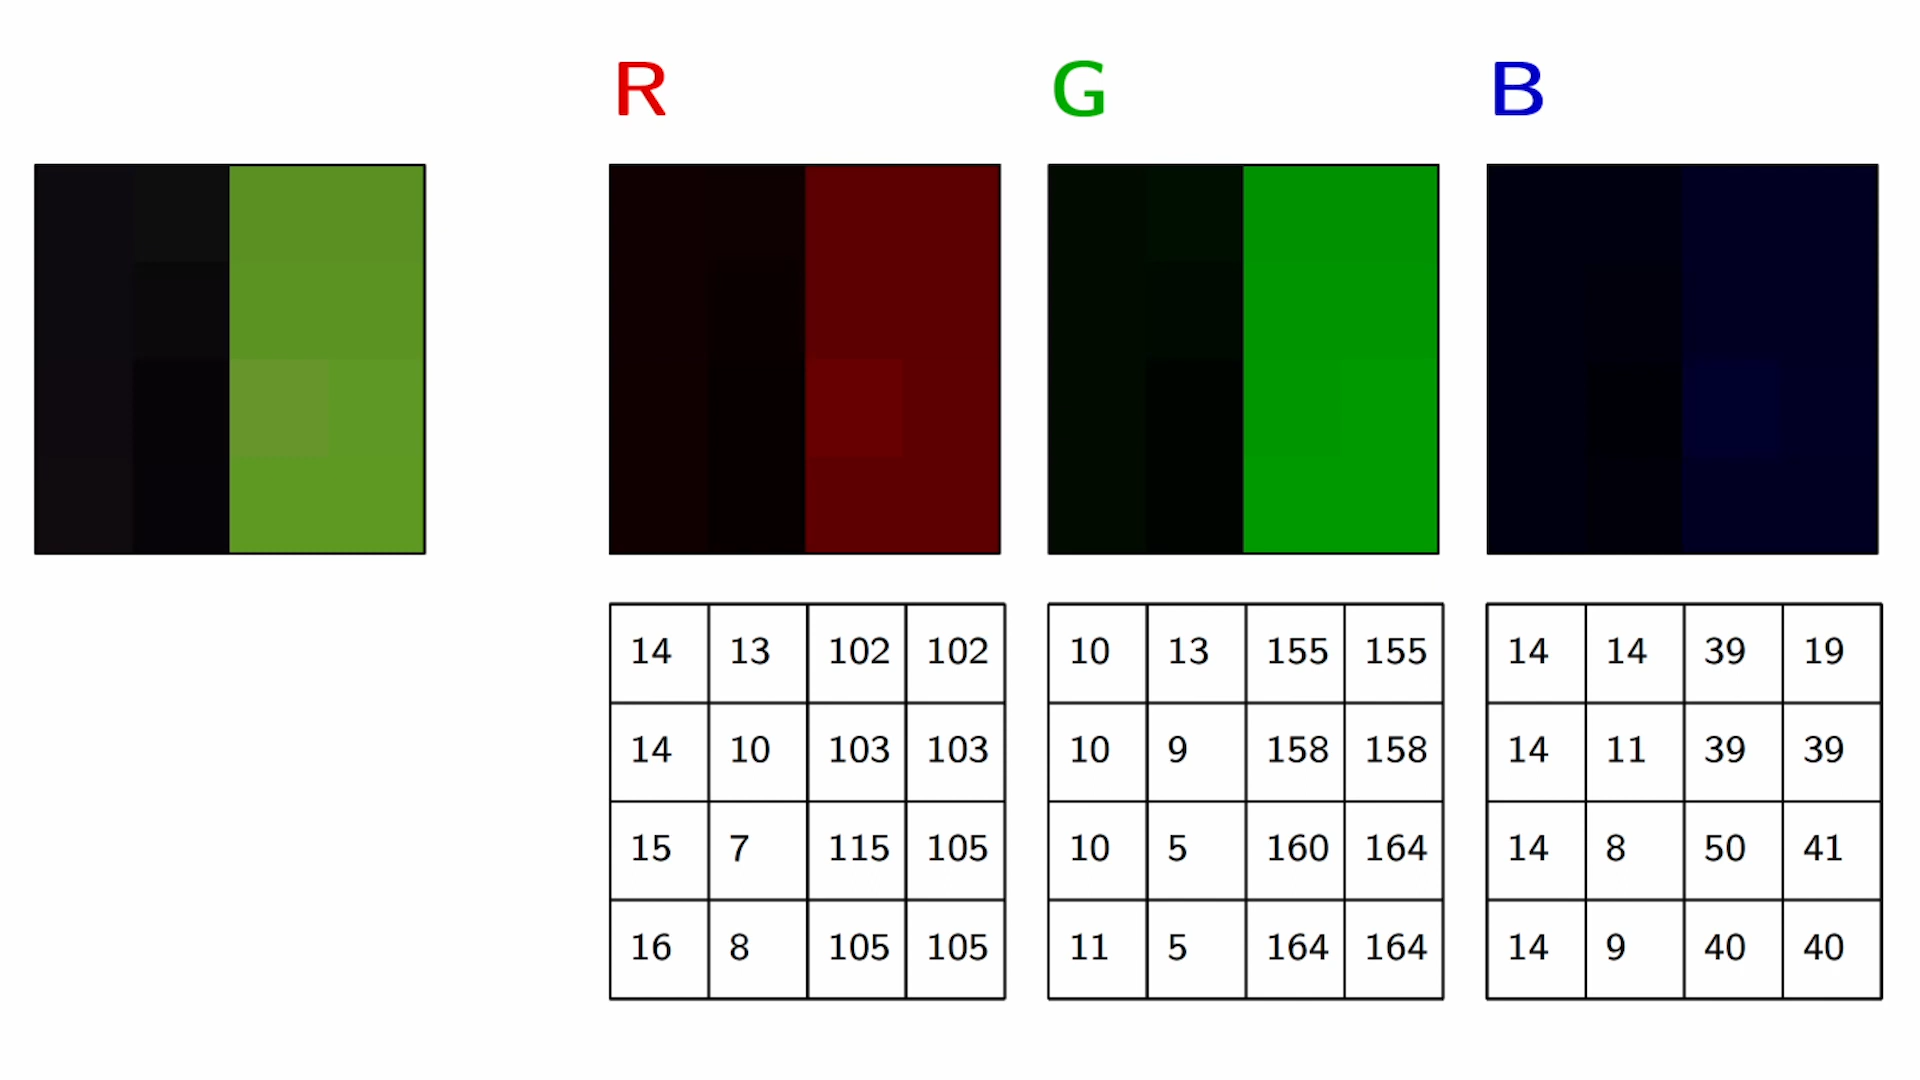 R G B
14 13 102 102 10 13 155 155 14 14 39 19
14 10 103 103 10 9 158 158 14 11 39 39
15 7 115 105 10 5 160 164 14 8 50 41
16 8 105 105 11 5 164 164 14 9 40 40